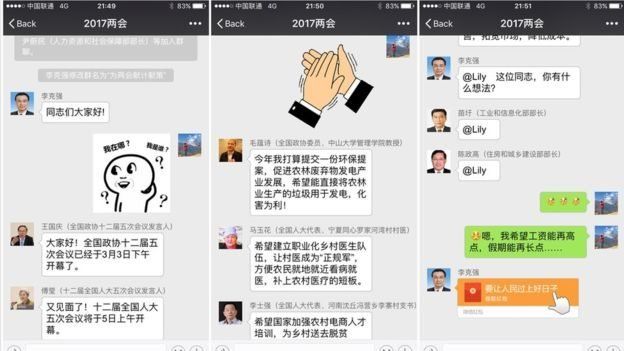 中国联通 4G
21:49
83%
Back
2017两会
尹蔚民（人力资源和社会保障部部长）等加入群
聊。
李克强修改群名为“为两会献计献策”
李克强
同志们大家好!
我在哪？
我是谁？
王国庆（全国政协十二届五次会议发言人）
大家好！全国政协十二届五
次会议已经于3月3日下午
开幕了。
傅莹（十二届全国人大五次会议发言人）
又见面了！十二届全国人大
五次会议将于5日上午开
幕。
中国联通 4G
21:50
83%
Back
2017两会
毛蕴诗（全国政协委员，中山大学管理学院教授）
今年我打算提交一份环保提
案，促进农林废弃物发电产
业发展，希望能直接将农林
业生产的垃圾用于发电，化
害为利！
马玉花（全国人大代表，宁夏同心罗家河湾村村医）
希望建立职业化乡村医生队
伍，让村医成为“正规军”，
方便农民就地就近看病就
医，补上农村医疗的短板。
李士强（全国人大代表，河南沈丘冯营乡李寨村支书）
希望国家加强农村电商人才
培训，为乡村送去脱贫
中国联通 4G
21:51
83%
Back
2017两会
营，拓宽市场，降低成本。
李克强
@Lily 这位同志，你有什
么想法?
苗圩（工业和信息化部部长）
@Lily
陈政高（住房和城乡建设部部长）
@Lily
嗯，我希望工资能再高
点，假期能再长点……
李克强
要让人民过上好日子
领取红包
微信红包